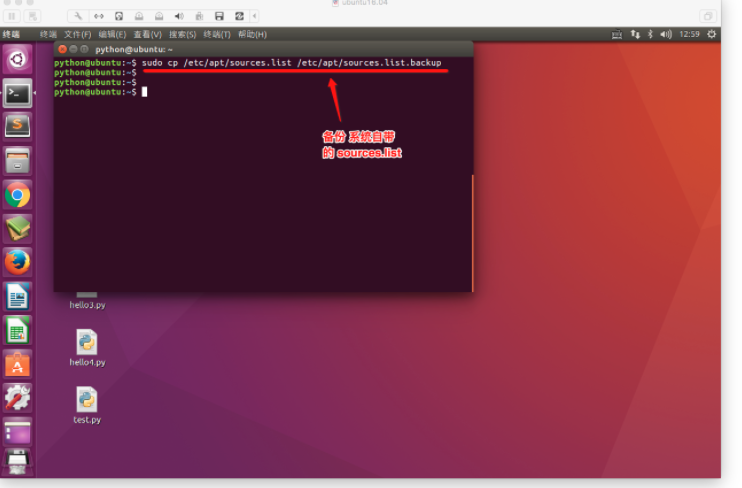 ubuntu16.04
终端 终端 文件(F) 编辑(E) 查看(V) 搜索(S) 终端(T) 帮助(H) 12:59
python@ubuntu: ~
python@ubuntu:~$ sudo cp /etc/apt/sources.list /etc/apt/sources.list.backup
python@ubuntu:~$
python@ubuntu:~$
python@ubuntu:~$
备份 系统自带
的 sources.list
hello3.py
hello4.py
test.py